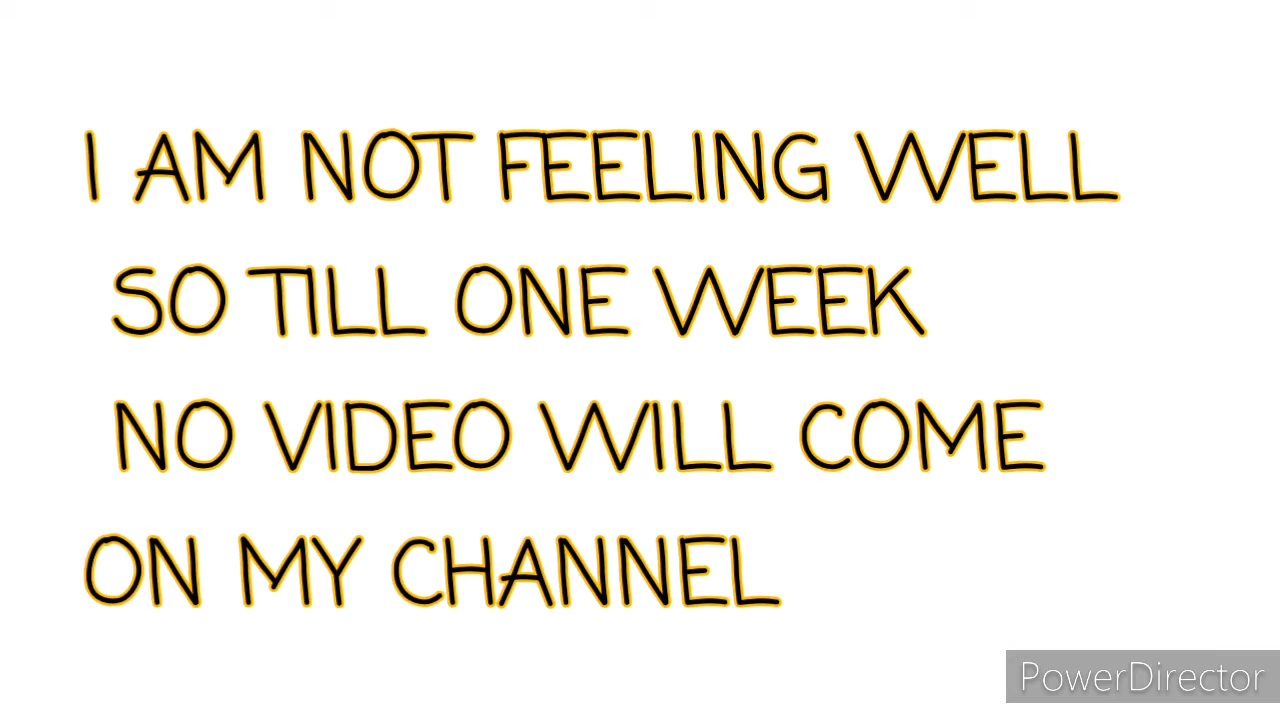 I AM NOT FEELING WELL
SO TILL ONE WEEK
NO VIDEO WILL COME
ON MY CHANNEL
PowerDirector